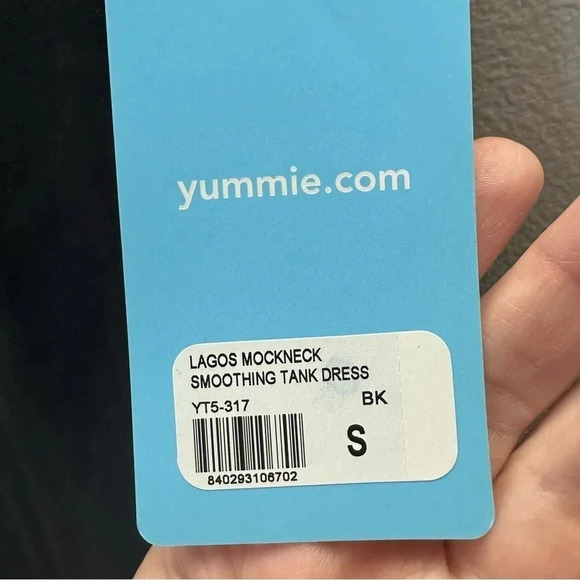 yummie.com
LAGOS MOCKNECK
SMOOTHING TANK DRESS
YT5-317 BK
S
840293106702